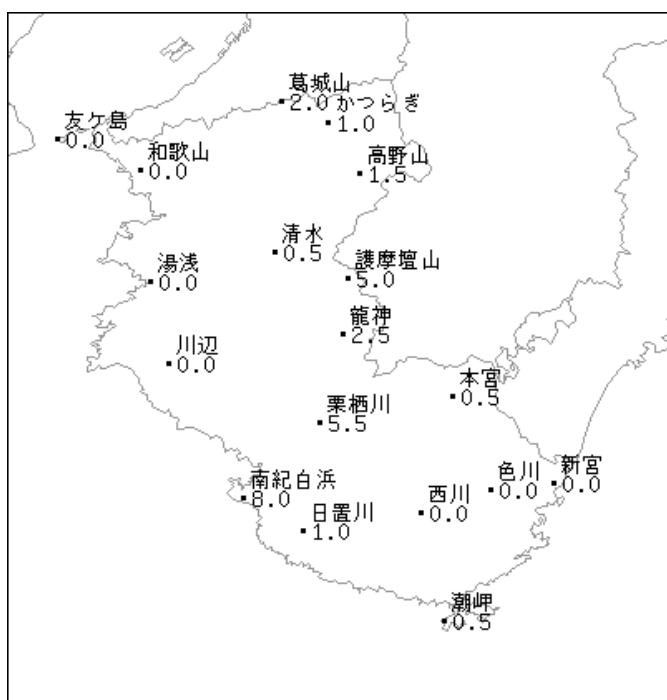 葛城山
2.0 かつらぎ
1.0
友ケ島
0.0
和歌山
0.0
高野山
1.5
清水
0.5
湯浅
0.0
護摩壇山
5.0
龍神
2.5
川辺
0.0
本宮
0.5
栗栖川
5.5
南紀白浜
8.0
日置川
1.0
西川
0.0
色川
0.0
新宮
0.0
潮岬
0.5